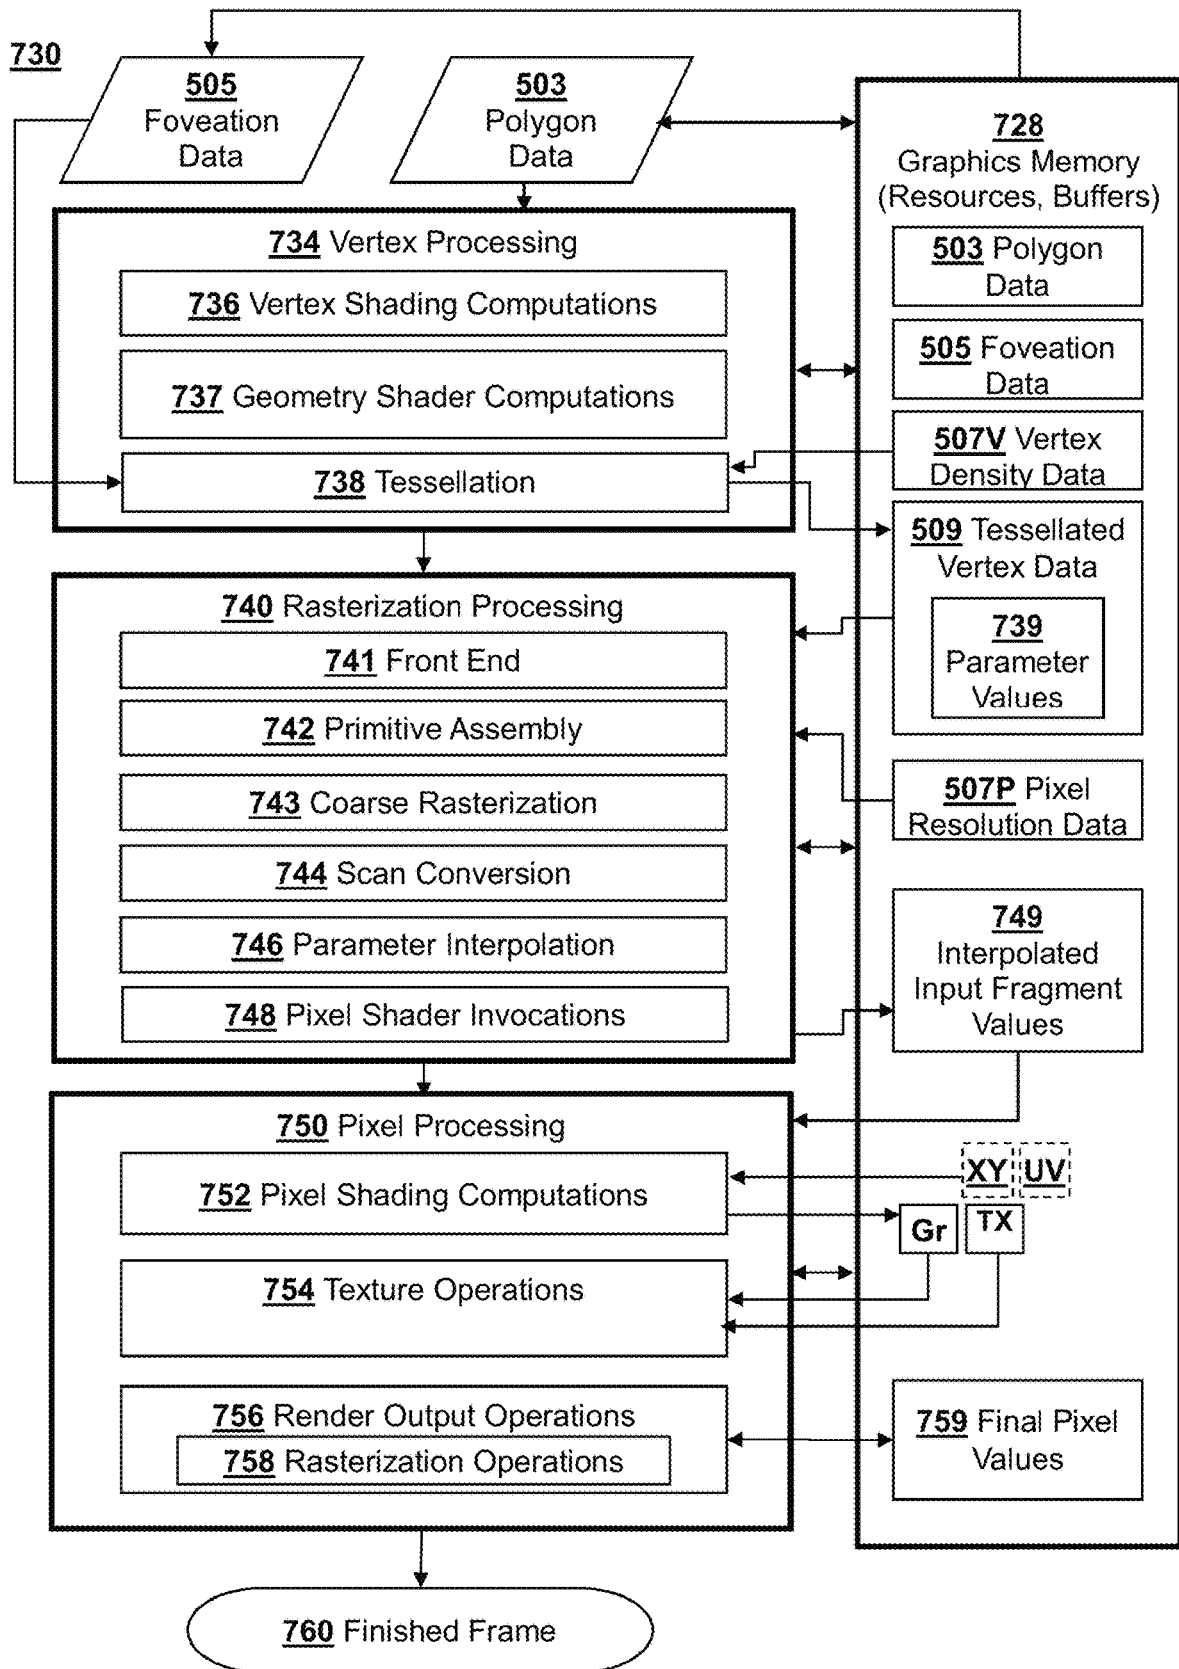 730
505
Foveation
Data
503
Polygon
Data
734 Vertex Processing
736 Vertex Shading Computations
737 Geometry Shader Computations
738 Tessellation
740 Rasterization Processing
741 Front End
742 Primitive Assembly
743 Coarse Rasterization
744 Scan Conversion
746 Parameter Interpolation
748 Pixel Shader Invocations
750 Pixel Processing
752 Pixel Shading Computations
754 Texture Operations
756 Render Output Operations
758 Rasterization Operations
760 Finished Frame
728
Graphics Memory
(Resources, Buffers)
503 Polygon
Data
505 Foveation
Data
507V Vertex
Density Data
509 Tessellated
Vertex Data
739
Parameter
Values
507P Pixel
Resolution Data
749
Interpolated
Input Fragment
Values
XY UV
Gr TX
759 Final Pixel
Values